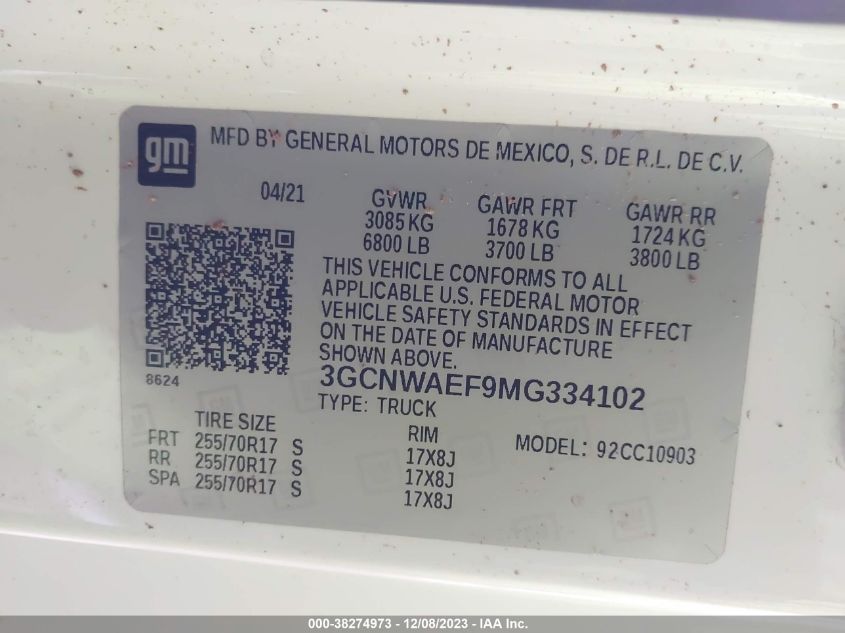 gm
MFD BY GENERAL MOTORS DE MEXICO, S. DE R.L. DE C.V.
04/21
GVWR GAWR FRT GAWR RR
3085 KG 1678 KG 1724 KG
6800 LB 3700 LB 3800 LB
THIS VEHICLE CONFORMS TO ALL
APPLICABLE U.S. FEDERAL MOTOR
VEHICLE SAFETY STANDARDS IN EFFECT
ON THE DATE OF MANUFACTURE
SHOWN ABOVE.
8624
3GCNWAEF9MG334102
TYPE: TRUCK
TIRE SIZE RIM MODEL: 92CC10903
FRT 255/70R17 S 17X8J
RR 255/70R17 S 17X8J
SPA 255/70R17 S 17X8J
000-38274973 - 12/08/2023 - IAA Inc.